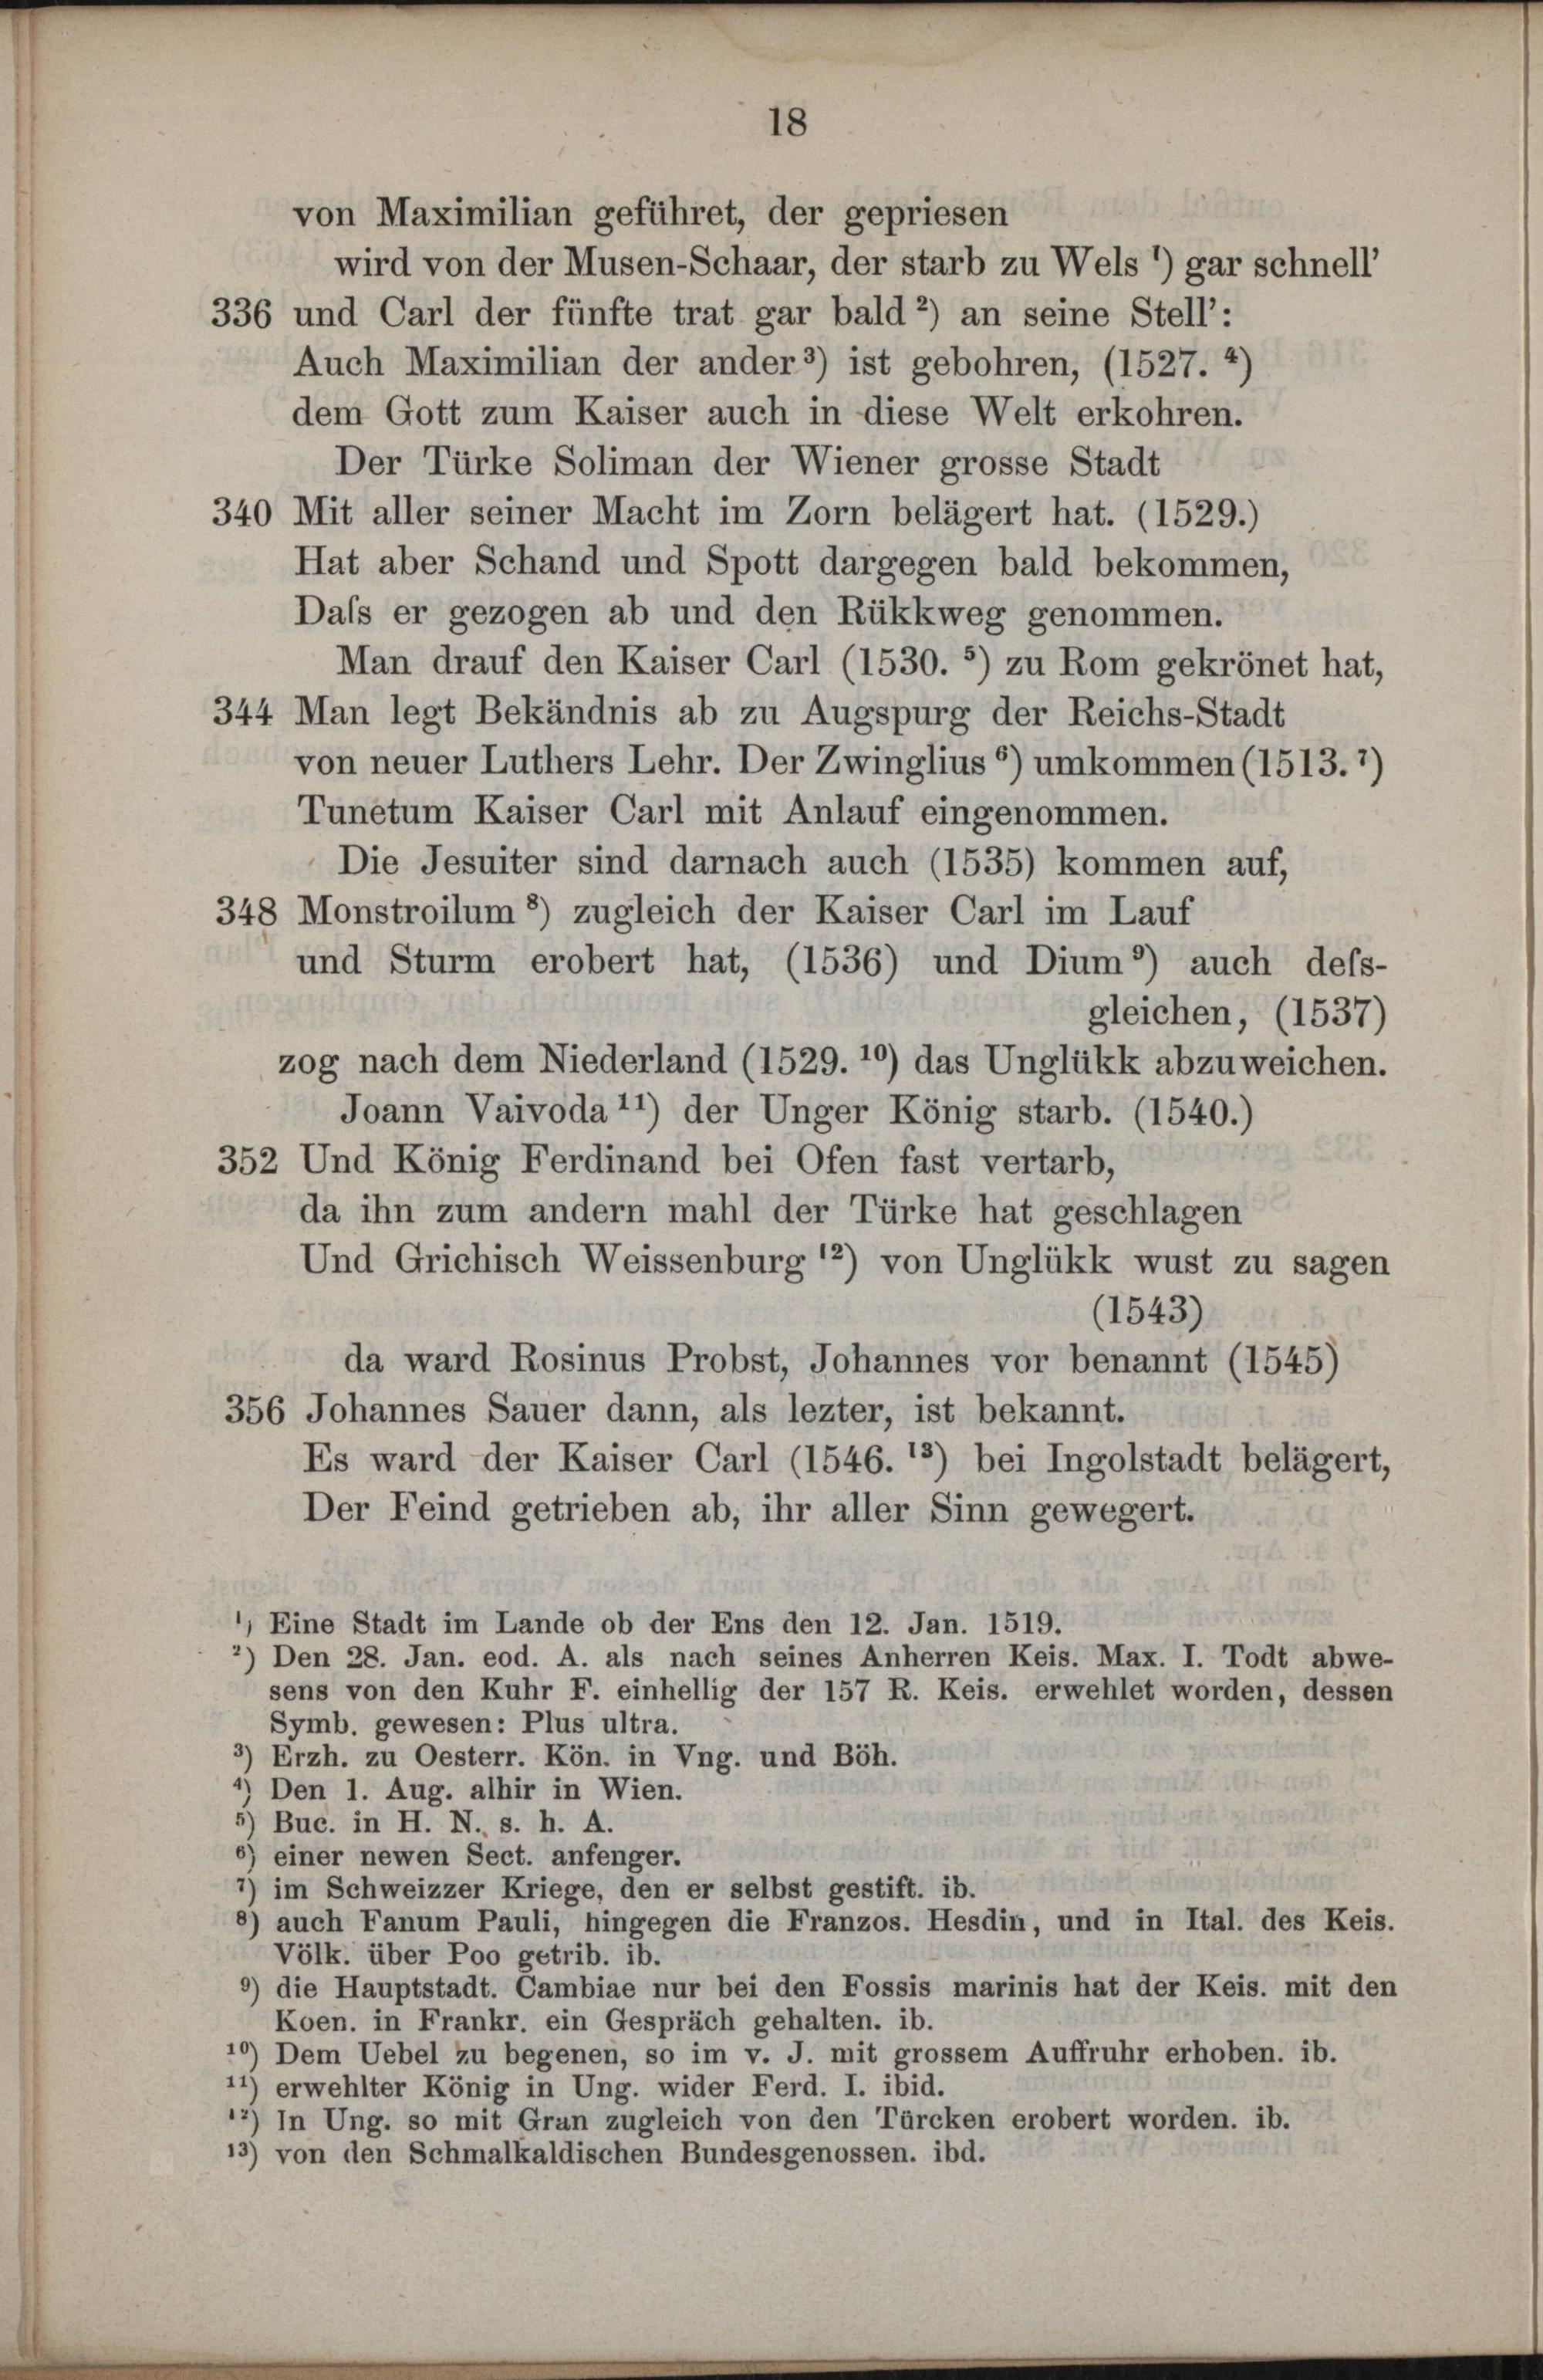 18
von Maximilian geführet, der gepriesen
wird von der Musen-Schaar, der starb zu Wels ¹) gar schnell’
336 und Carl der fünfte trat gar bald ²) an seine Stell’:
Auch Maximilian der ander ³) ist gebohren, (1527. ⁴)
dem Gott zum Kaiser auch in diese Welt erkohren.
Der Türke Soliman der Wiener grosse Stadt
340 Mit aller seiner Macht im Zorn belägert hat. (1529.)
Hat aber Schand und Spott dargegen bald bekommen,
Daſs er gezogen ab und den Rükkweg genommen.
Man drauf den Kaiser Carl (1530. ⁵) zu Rom gekrönet hat,
344 Man legt Bekändnis ab zu Augspurg der Reichs-Stadt
von neuer Luthers Lehr. Der Zwinglius ⁶) umkommen (1513. ⁷)
Tunetum Kaiser Carl mit Anlauf eingenommen.
Die Jesuiter sind darnach auch (1535) kommen auf,
348 Monstroilum ⁸) zugleich der Kaiser Carl im Lauf
und Sturm erobert hat, (1536) und Dium ⁹) auch deſs-
gleichen, (1537)
zog nach dem Niederland (1529. ¹⁰) das Unglükk abzuweichen.
Joann Vaivoda ¹¹) der Unger König starb. (1540.)
352 Und König Ferdinand bei Ofen fast vertarb,
da ihn zum andern mahl der Türke hat geschlagen
Und Grichisch Weissenburg ¹²) von Unglükk wust zu sagen
(1543)
da ward Rosinus Probst, Johannes vor benannt (1545)
356 Johannes Sauer dann, als lezter, ist bekannt.
Es ward der Kaiser Carl (1546. ¹³) bei Ingolstadt belägert,
Der Feind getrieben ab, ihr aller Sinn gewegert.
¹) Eine Stadt im Lande ob der Ens den 12. Jan. 1519.
²) Den 28. Jan. eod. A. als nach seines Anherren Keis. Max. I. Todt abwe-
sens von den Kuhr F. einhellig der 157 R. Keis. erwehlet worden, dessen
Symb. gewesen: Plus ultra.
³) Erzh. zu Oesterr. Kön. in Vng. und Böh.
⁴) Den 1. Aug. alhir in Wien.
⁵) Buc. in H. N. s. h. A.
⁶) einer newen Sect. anfenger.
⁷) im Schweizzer Kriege, den er selbst gestift. ib.
⁸) auch Fanum Pauli, hingegen die Franzos. Hesdin, und in Ital. des Keis.
Völk. über Poo getrib. ib.
⁹) die Hauptstadt. Cambiae nur bei den Fossis marinis hat der Keis. mit den
Koen. in Frankr. ein Gespräch gehalten. ib.
¹⁰) Dem Uebel zu begenen, so im v. J. mit grossem Auffruhr erhoben. ib.
¹¹) erwehlter König in Ung. wider Ferd. I. ibid.
¹²) In Ung. so mit Gran zugleich von den Türcken erobert worden. ib.
¹³) von den Schmalkaldischen Bundesgenossen. ibd.